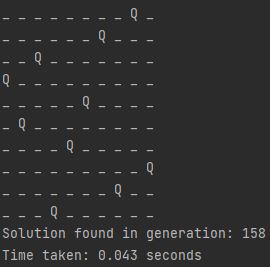 _ _ _ _ _ _ _ _ Q _
_ _ _ _ _ _ Q _ _ _
_ _ Q _ _ _ _ _ _ _
Q _ _ _ _ _ _ _ _ _
_ _ _ _ _ Q _ _ _ _
_ Q _ _ _ _ _ _ _ _
_ _ _ _ Q _ _ _ _ _
_ _ _ _ _ _ _ _ _ Q
_ _ _ _ _ _ _ Q _ _
_ _ _ Q _ _ _ _ _ _
Solution found in generation: 158
Time taken: 0.043 seconds